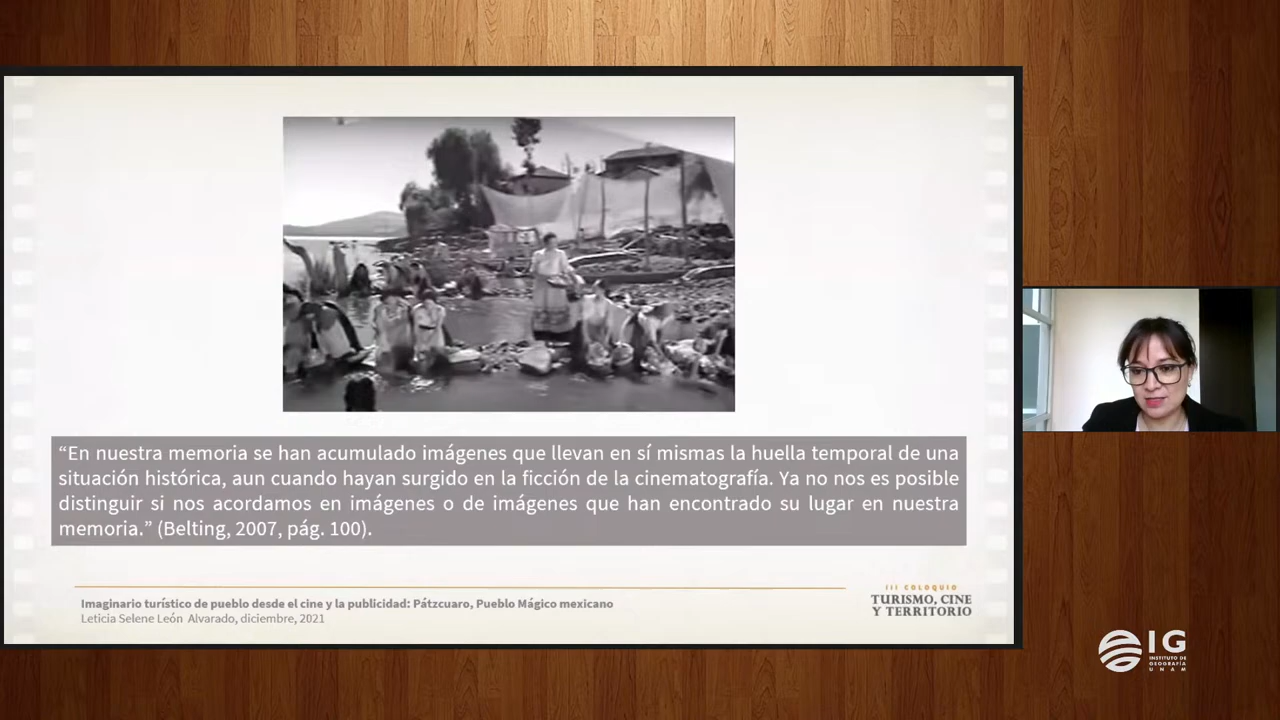 “En nuestra memoria se han acumulado imágenes que llevan en sí mismas la huella temporal de una
situación histórica, aun cuando hayan surgido en la ficción de la cinematografía. Ya no nos es posible
distinguir si nos acordamos en imágenes o de imágenes que han encontrado su lugar en nuestra
memoria.” (Belting, 2007, pág. 100).
Imaginario turístico de pueblo desde el cine y la publicidad: Pátzcuaro, Pueblo Mágico mexicano
Leticia Selene León Alvarado, diciembre, 2021
III COLOQUIO
TURISMO, CINE
Y TERRITORIO
IG
INSTITUTO DE
GEOGRAFÍA
UNAM